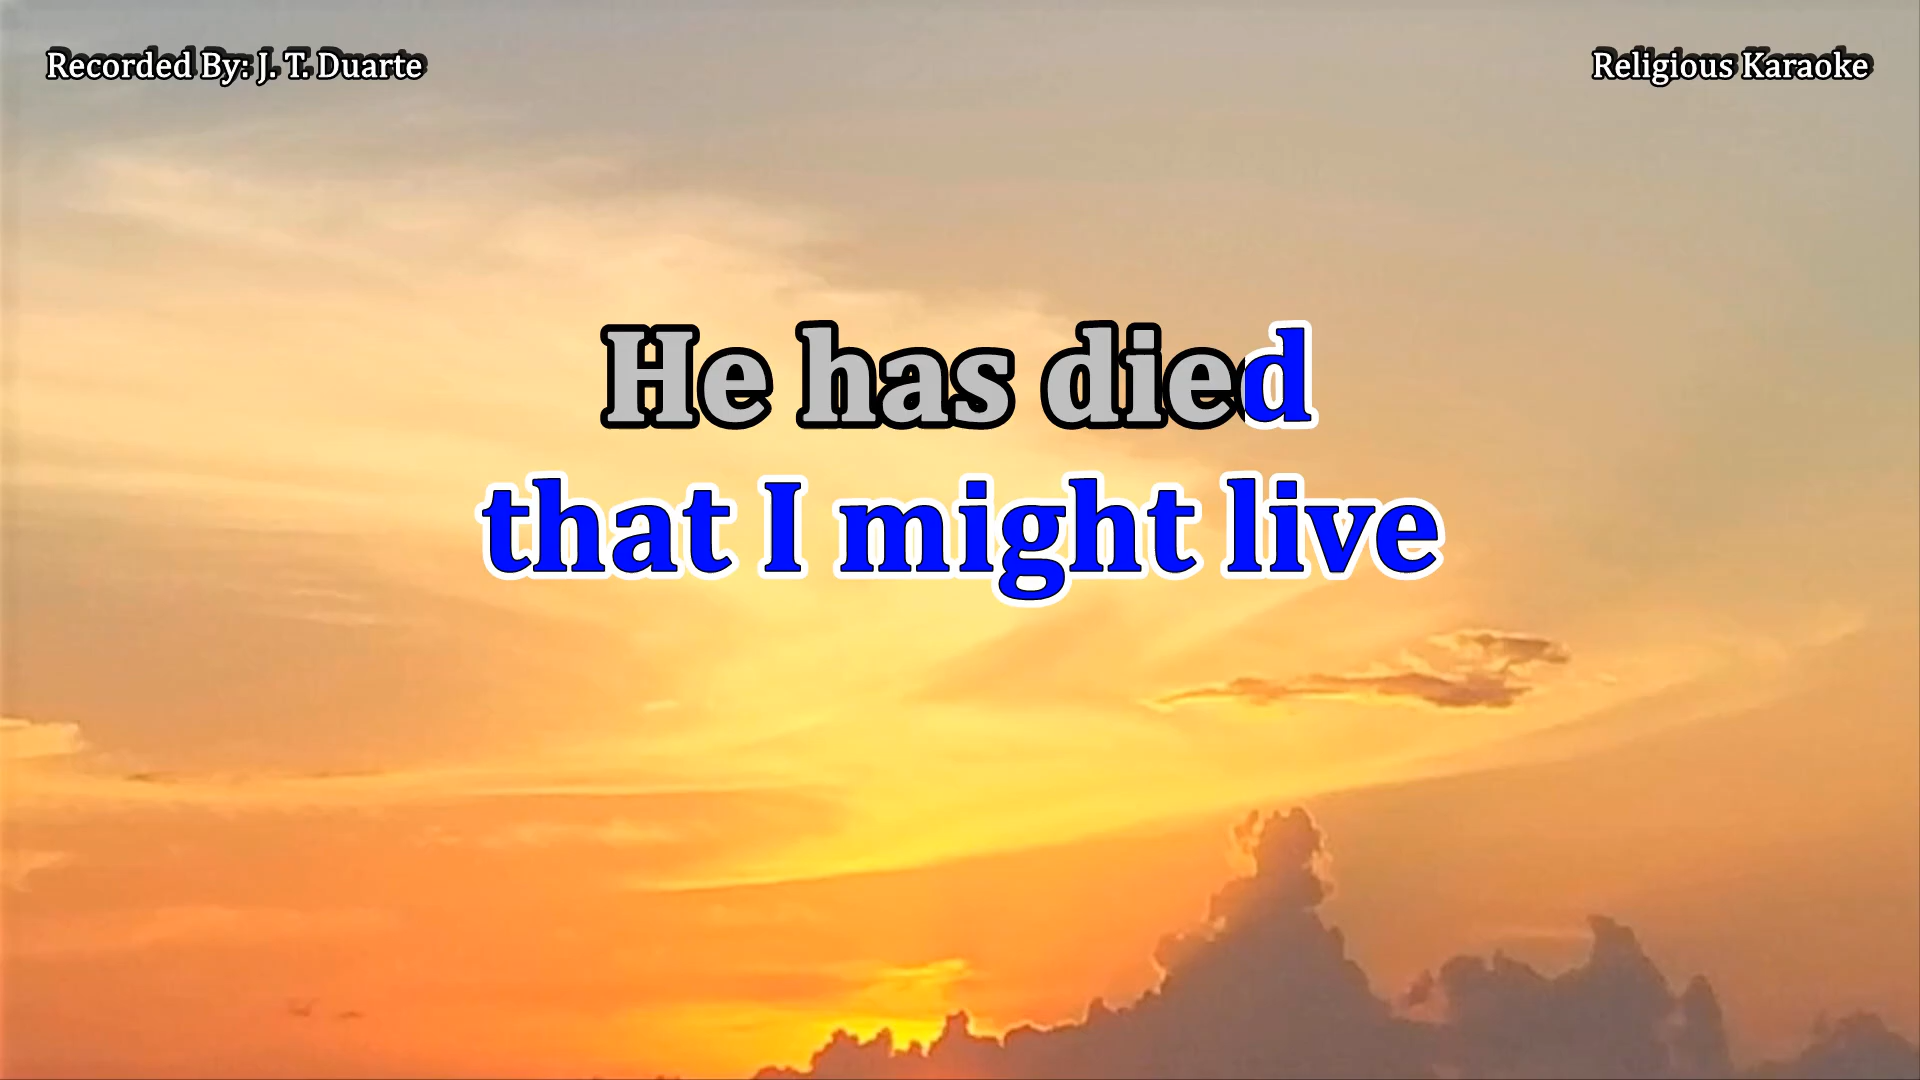 Recorded By: J. T. Duarte
Religious Karaoke
He has died
that I might live